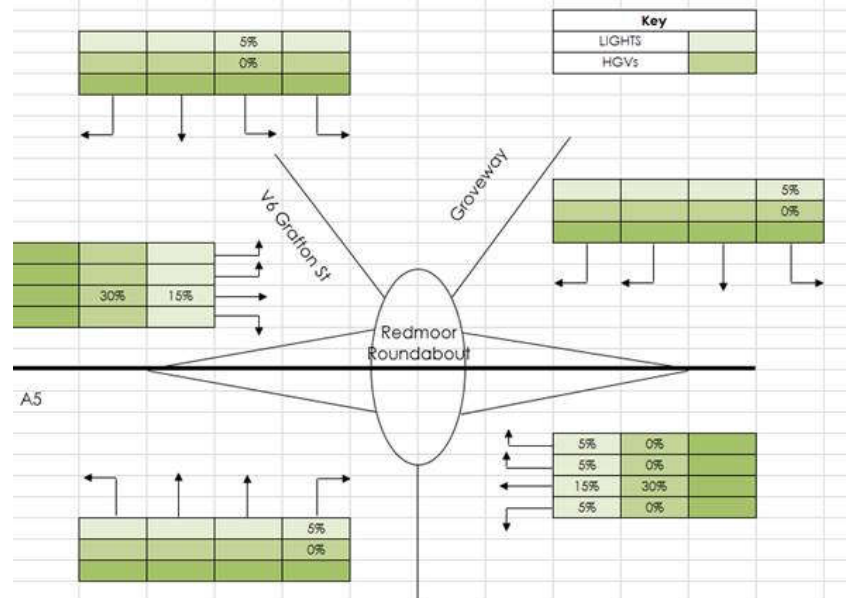 Key
LIGHTS
HGVs
5%
0%
V6 Grafton St
Groveway
5%
0%
30% 15%
Redmoor
Roundabout
A5
5% 0%
5% 0%
15% 30%
5% 0%
5%
0%